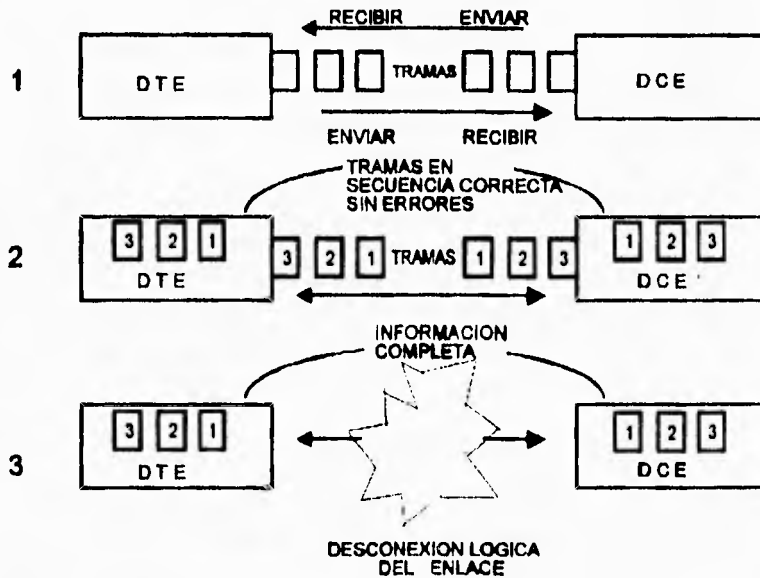 RECIBIR ENVIAR
1 DTE TRAMAS DCE
ENVIAR RECIBIR
TRAMAS EN
SECUENCIA CORRECTA
SIN ERRORES
2 3 2 1 DTE 3 2 1 TRAMAS 1 2 3 1 2 3 DCE
INFORMACION
COMPLETA
3 3 2 1 DTE 1 2 3 DCE
DESCONEXION LOGICA
DEL ENLACE